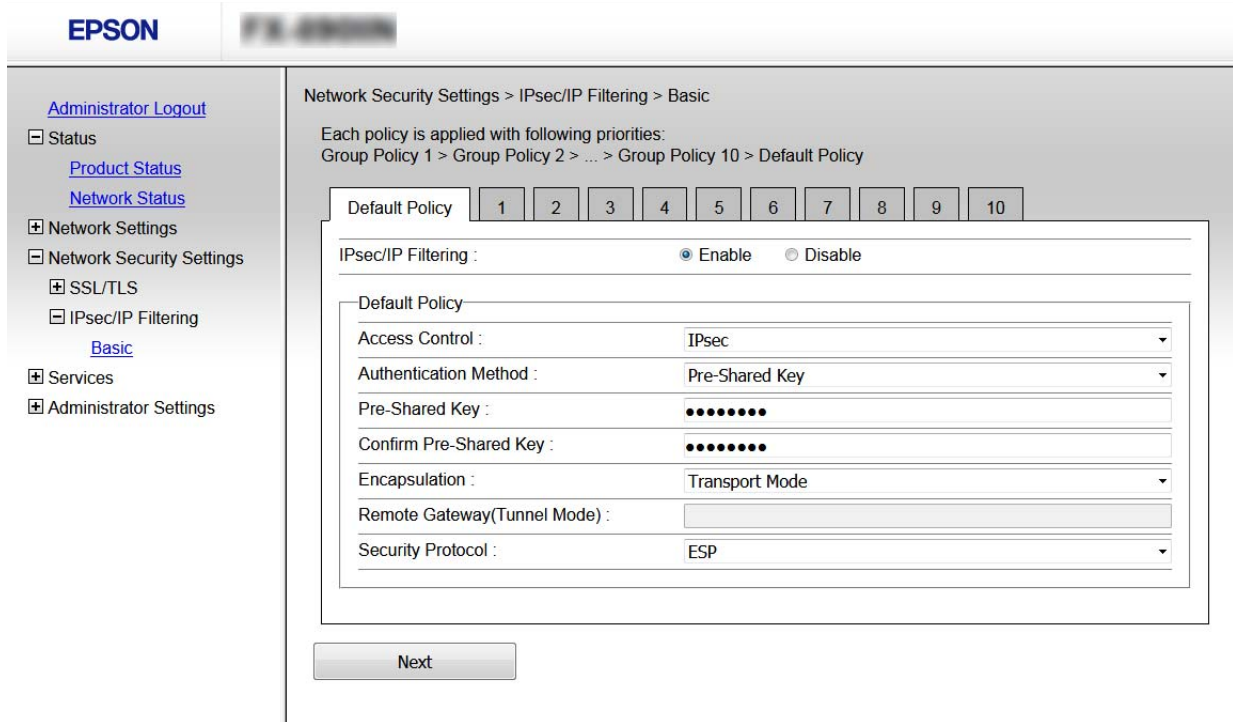 EPSON
Administrator Logout
Status
Product Status
Network Status
Network Settings
Network Security Settings
SSL/TLS
IPsec/IP Filtering
Basic
Services
Administrator Settings
Network Security Settings > IPsec/IP Filtering > Basic
Each policy is applied with following priorities:
Group Policy 1 > Group Policy 2 > ... > Group Policy 10 > Default Policy
Default Policy 1 2 3 4 5 6 7 8 9 10
IPsec/IP Filtering : Enable Disable
Default Policy
Access Control : IPsec
Authentication Method : Pre-Shared Key
Pre-Shared Key : ●●●●●●●●
Confirm Pre-Shared Key : ●●●●●●●●
Encapsulation : Transport Mode
Remote Gateway(Tunnel Mode) :
Security Protocol : ESP
Next